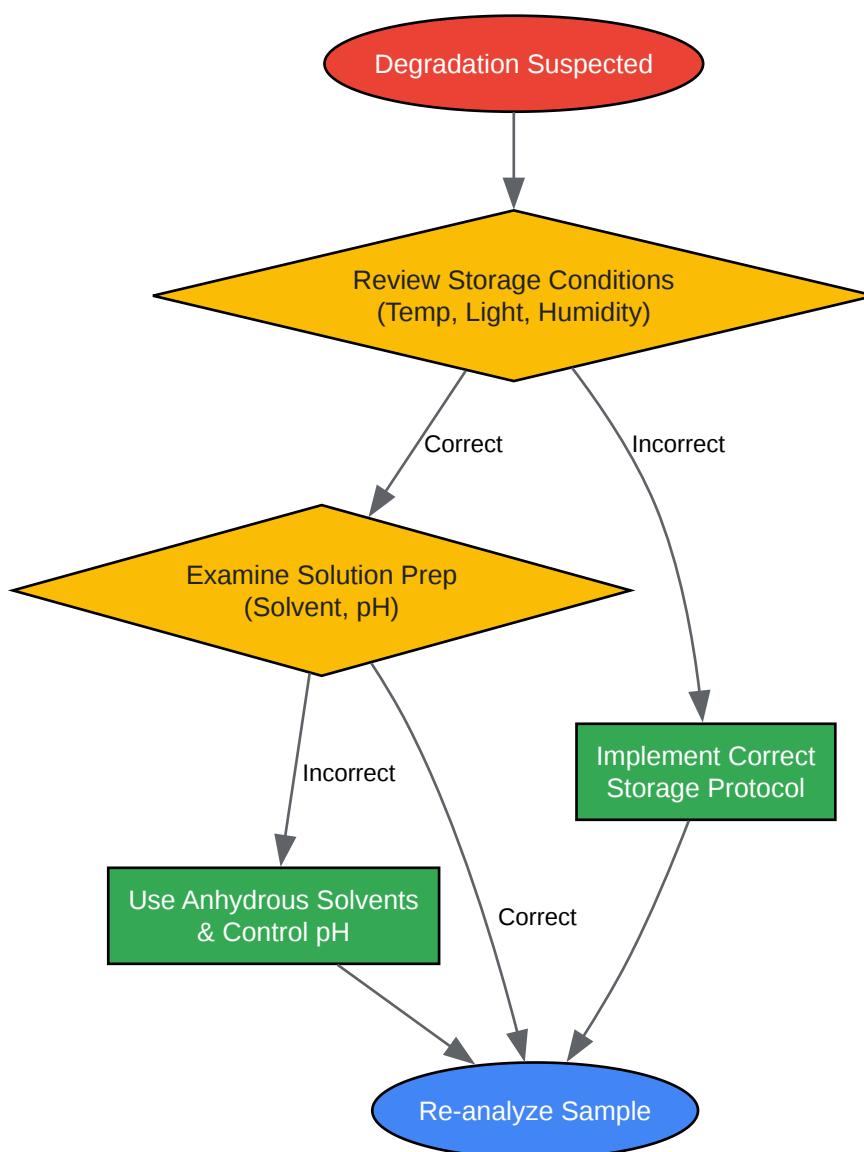 Degradation Suspected
Review Storage Conditions
(Temp, Light, Humidity)
Correct
Incorrect
Examine Solution Prep
(Solvent, pH)
Implement Correct
Storage Protocol
Incorrect
Use Anhydrous Solvents
& Control pH
Correct
Re-analyze Sample